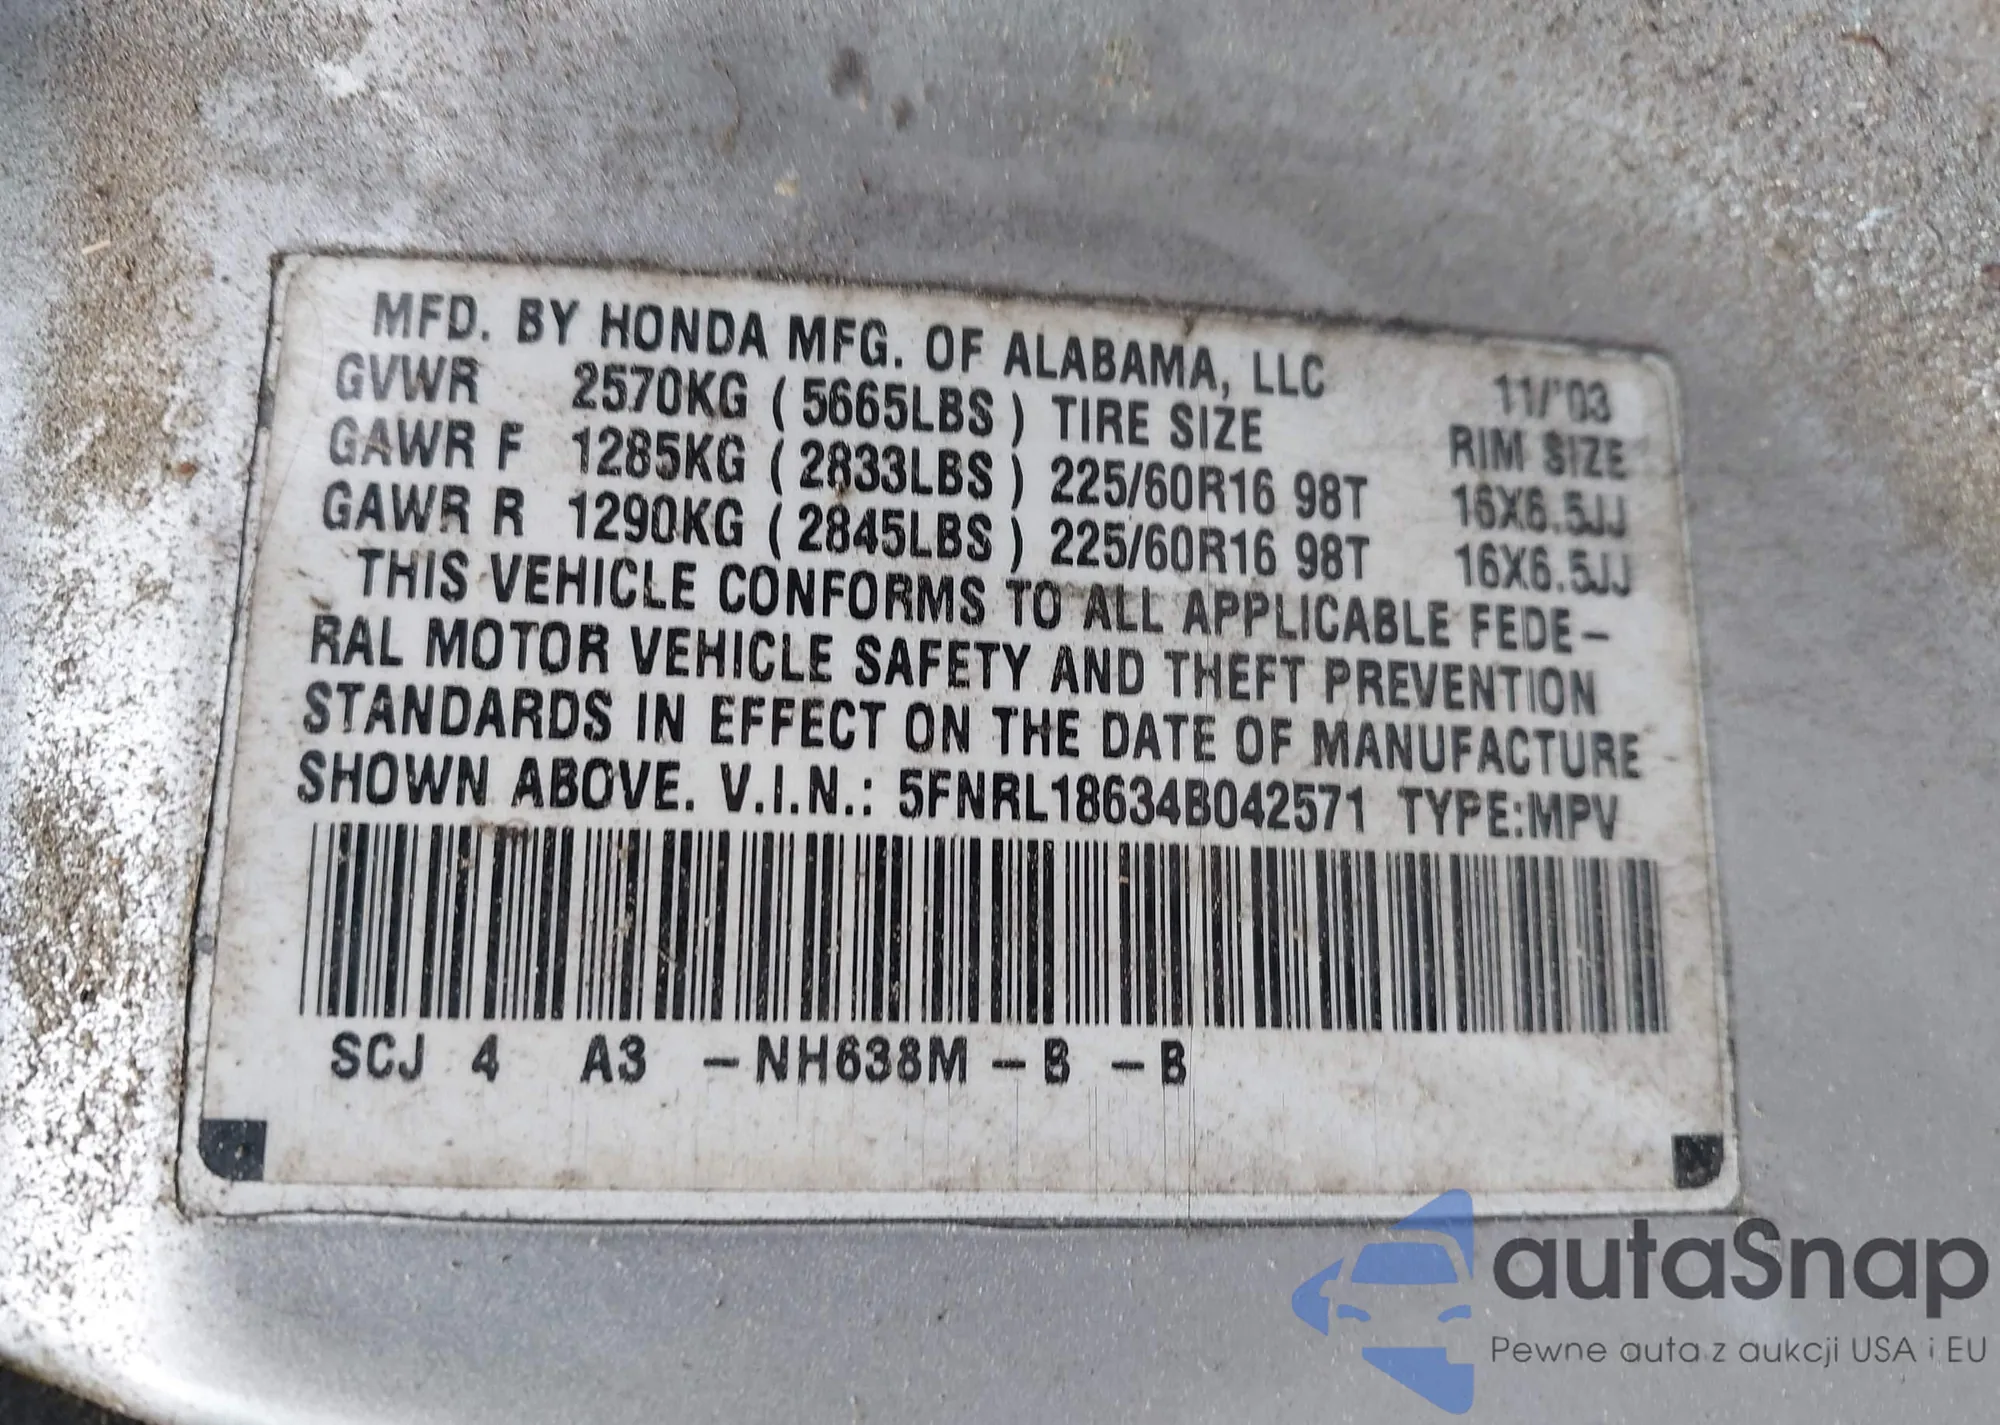 MFD. BY HONDA MFG. OF ALABAMA, LLC 11/'03
GVWR 2570KG ( 5665LBS ) TIRE SIZE RIM SIZE
GAWR F 1285KG ( 2833LBS ) 225/60R16 98T 16X6.5JJ
GAWR R 1290KG ( 2845LBS ) 225/60R16 98T 16X6.5JJ
THIS VEHICLE CONFORMS TO ALL APPLICABLE FEDE-
RAL MOTOR VEHICLE SAFETY AND THEFT PREVENTION
STANDARDS IN EFFECT ON THE DATE OF MANUFACTURE
SHOWN ABOVE. V.I.N.: 5FNRL18634B042571 TYPE:MPV
SCJ 4 A3 -NH638M -B -B
autaSnap
Pewne auta z aukcji USA i EU